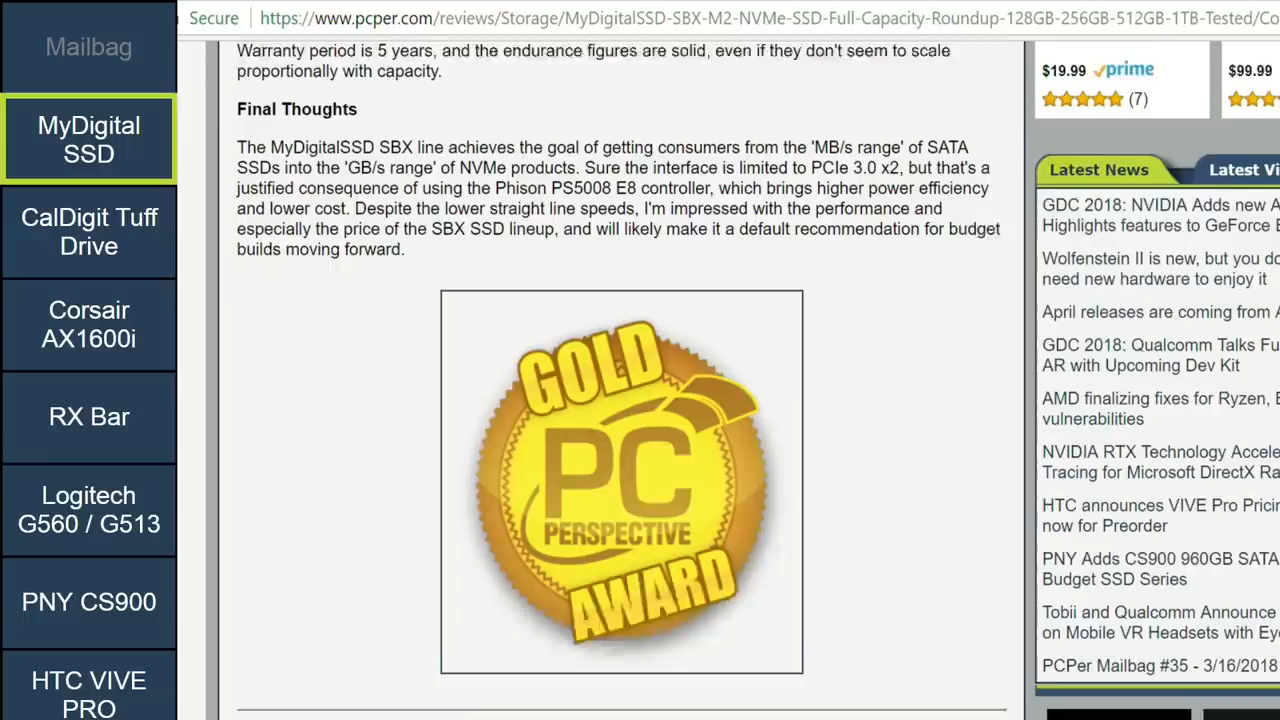 Mailbag
MyDigital
SSD
CalDigit Tuff
Drive
Corsair
AX1600i
RX Bar
Logitech
G560 / G513
PNY CS900
HTC VIVE
PRO
Secure
https://www.pcper.com/reviews/Storage/MyDigitalSSD-SBX-M2-NVMe-SSD-Full-Capacity-Roundup-128GB-256GB-512GB-1TB-Tested/Co
Warranty period is 5 years, and the endurance figures are solid, even if they don't seem to scale
proportionally with capacity.
Final Thoughts
The MyDigitalSSD SBX line achieves the goal of getting consumers from the 'MB/s range' of SATA
SSDs into the 'GB/s range' of NVMe products. Sure the interface is limited to PCIe 3.0 x2, but that's a
justified consequence of using the Phison PS5008 E8 controller, which brings higher power efficiency
and lower cost. Despite the lower straight line speeds, I'm impressed with the performance and
especially the price of the SBX SSD lineup, and will likely make it a default recommendation for budget
builds moving forward.
GOLD
PC
PERSPECTIVE
AWARD
$19.99 prime
(7)
$99.99
Latest News
Latest Vi
GDC 2018: NVIDIA Adds new A
Highlights features to GeForce E
Wolfenstein II is new, but you do
need new hardware to enjoy it
April releases are coming from A
GDC 2018: Qualcomm Talks Fu
AR with Upcoming Dev Kit
AMD finalizing fixes for Ryzen, E
vulnerabilities
NVIDIA RTX Technology Accele
Tracing for Microsoft DirectX Ra
HTC announces VIVE Pro Pricin
now for Preorder
PNY Adds CS900 960GB SATA
Budget SSD Series
Tobii and Qualcomm Announce
on Mobile VR Headsets with Eye
PCPer Mailbag #35 - 3/16/2018